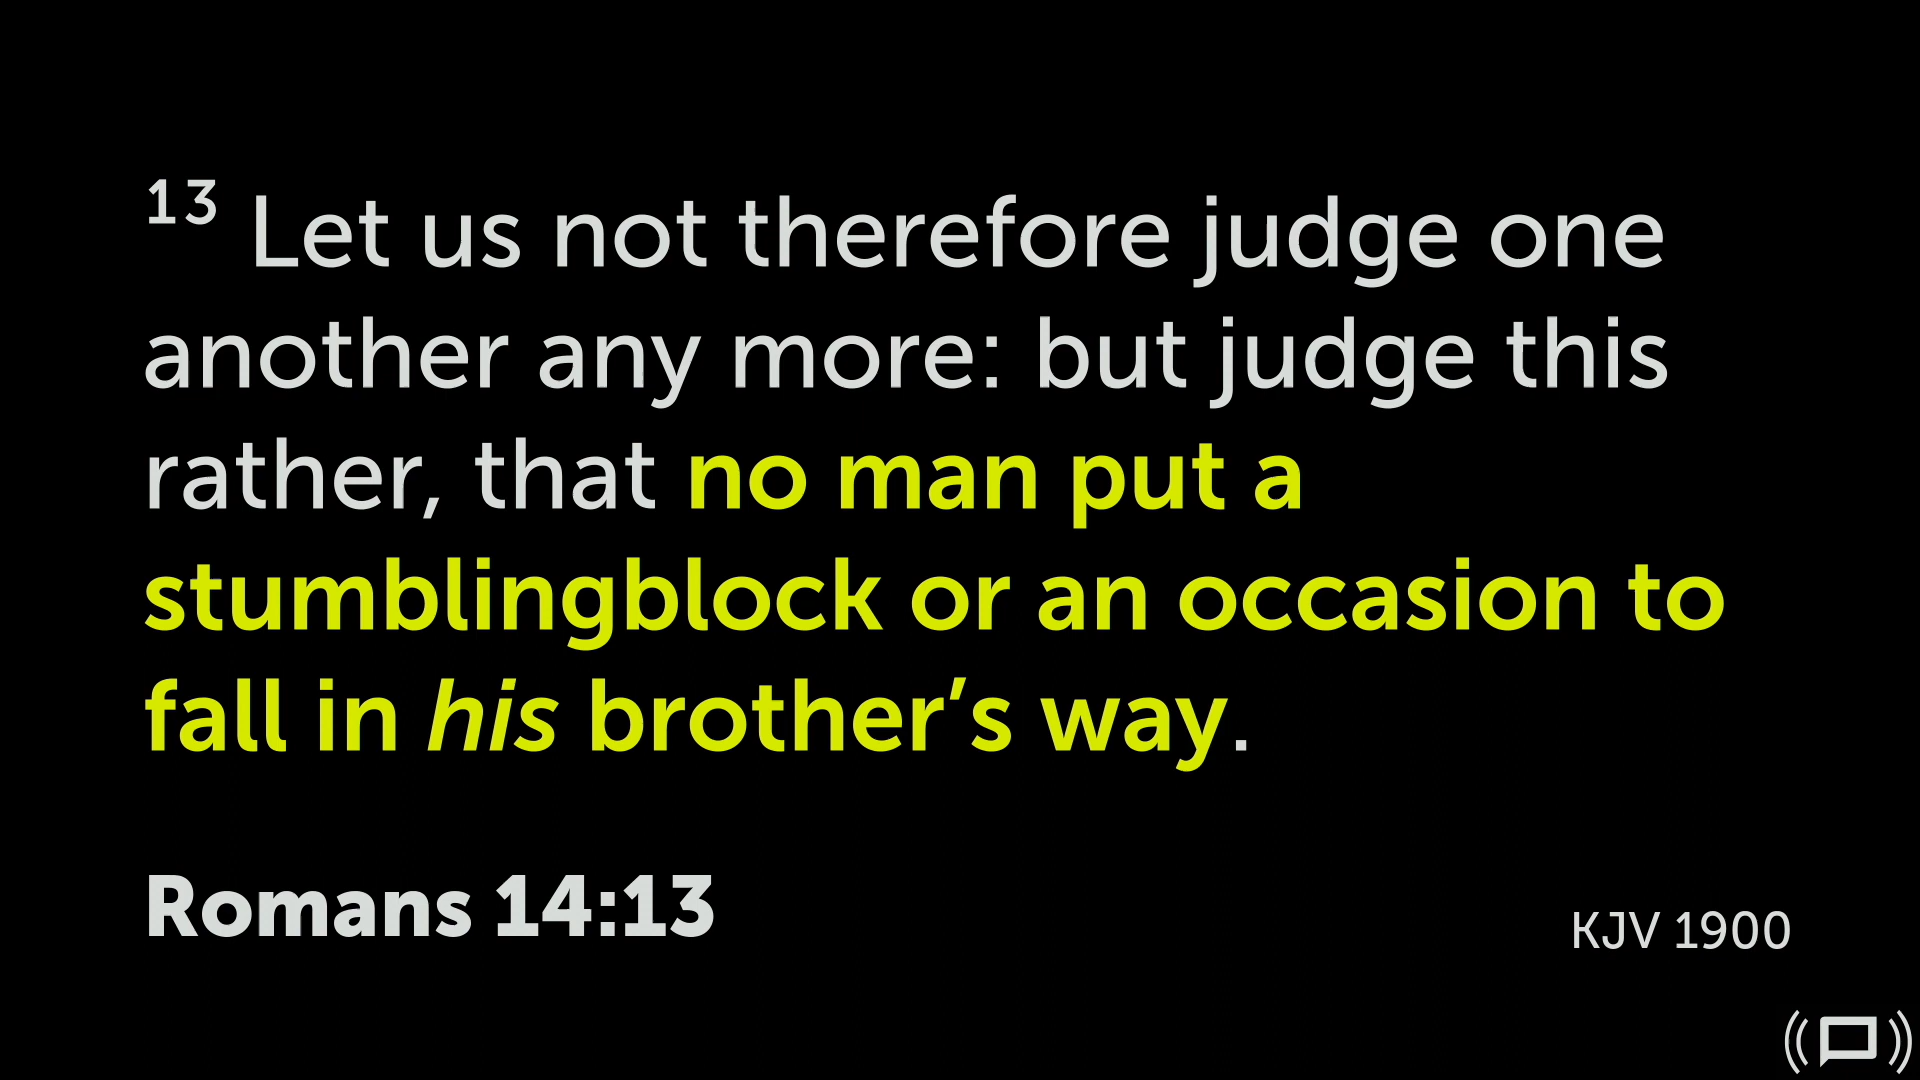 13 Let us not therefore judge one
another any more: but judge this
rather, that no man put a
stumblingblock or an occasion to
fall in his brother’s way.
Romans 14:13
KJV 1900